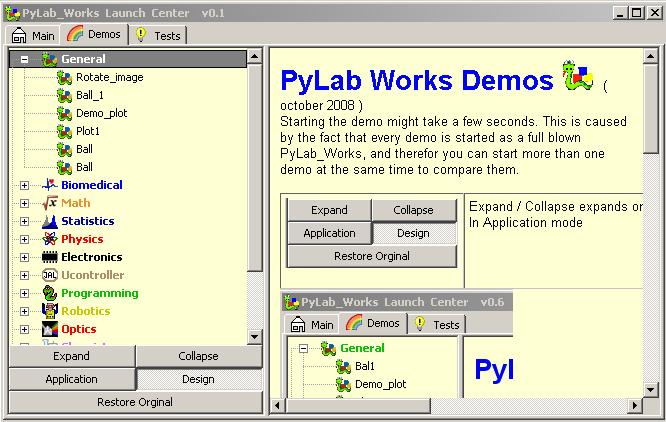 PyLab_Works Launch Center v0.1
Main Demos Tests
General
Rotate_image
Ball_1
Demo_plot
Plot1
Ball
Ball
Biomedical
Math
Statistics
Physics
Electronics
Ucontroller
Programming
Robotics
Optics
Expand Collapse
Application Design
Restore Orginal
PyLab Works Demos (
october 2008 )
Starting the demo might take a few seconds. This is caused
by the fact that every demo is started as a full blown
PyLab_Works, and therefor you can start more than one
demo at the same time to compare them.
Expand Collapse
Application Design
Restore Orginal
Expand / Collapse expands or
In Application mode
PyLab_Works Launch Center v0.6
Main Demos Tests
General
Bal1
Demo_plot
Pyl